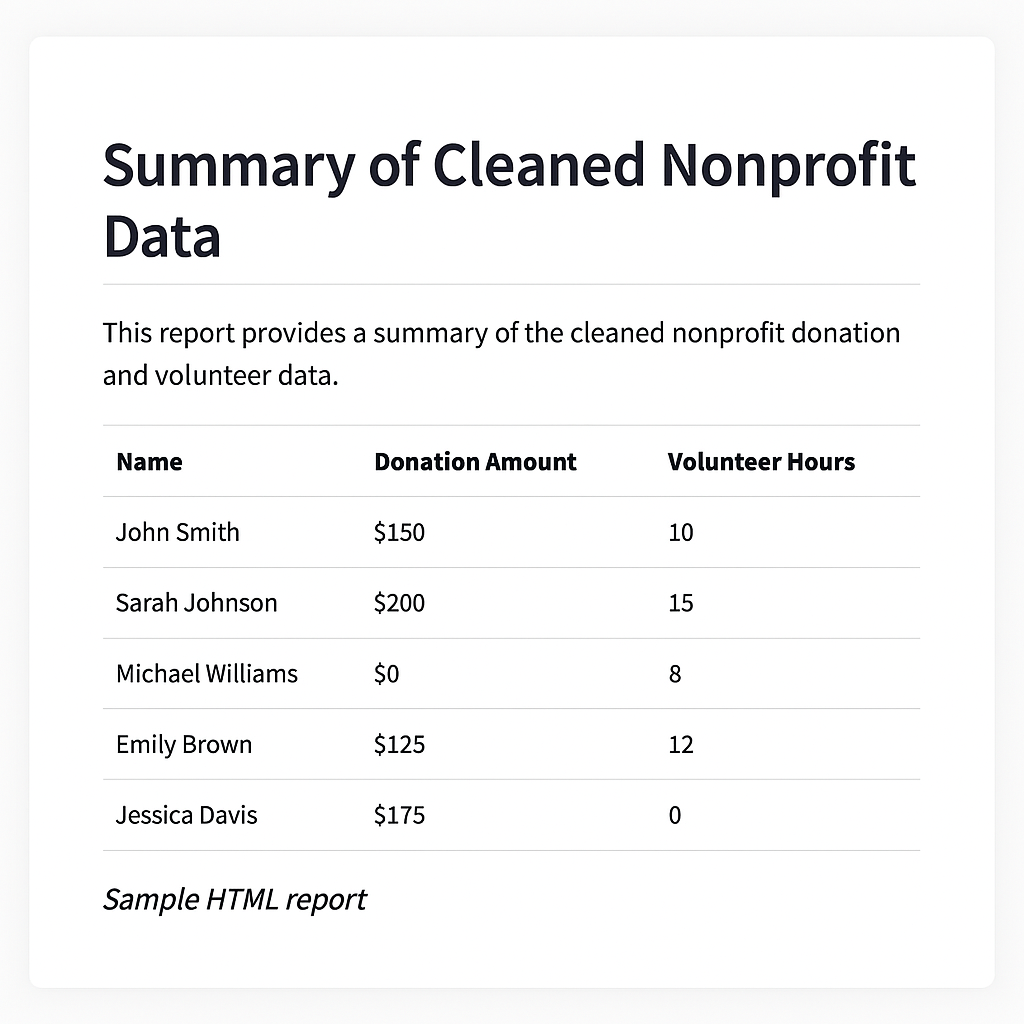 Summary of Cleaned Nonprofit
Data
This report provides a summary of the cleaned nonprofit donation
and volunteer data.
Name Donation Amount Volunteer Hours
John Smith $150 10
Sarah Johnson $200 15
Michael Williams $0 8
Emily Brown $125 12
Jessica Davis $175 0
Sample HTML report